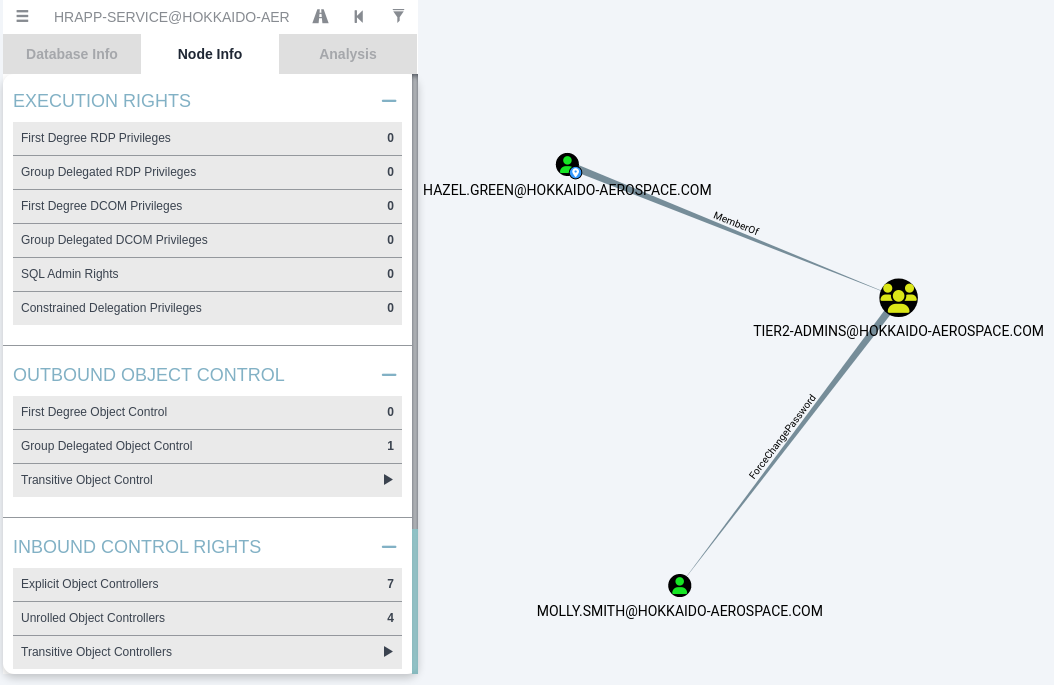 HRAPP-SERVICE@HOKKAIDO-AER
Database Info
Node Info
Analysis
EXECUTION RIGHTS
First Degree RDP Privileges 0
Group Delegated RDP Privileges 0
First Degree DCOM Privileges 0
Group Delegated DCOM Privileges 0
SQL Admin Rights 0
Constrained Delegation Privileges 0
OUTBOUND OBJECT CONTROL
First Degree Object Control 0
Group Delegated Object Control 1
Transitive Object Control
INBOUND CONTROL RIGHTS
Explicit Object Controllers 7
Unrolled Object Controllers 4
Transitive Object Controllers
HAZEL.GREEN@HOKKAIDO-AEROSPACE.COM
MemberOf
TIER2-ADMINS@HOKKAIDO-AEROSPACE.COM
ForceChangePassword
MOLLY.SMITH@HOKKAIDO-AEROSPACE.COM